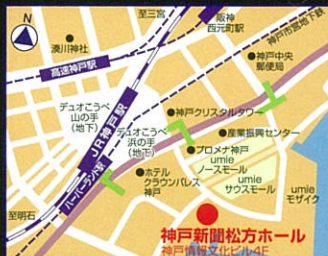 至三宮
阪神
西元町駅
湊川神社
神戸市営地下鉄
高速神戸駅
神戸中央
郵便局
デュオこうべ
山の手
(地下)
JR神戸駅
神戸クリスタルタワー
デュオこうべ
浜の手
(地下)
産業振興センター
プロメナ神戸
umie
ノースモール
ハーバーランド駅
ホテル
クラウンパレス
神戸
umie
サウスモール
umie
モザイク
至明石
神戸新聞松方ホール
神戸情報文化ビル4F